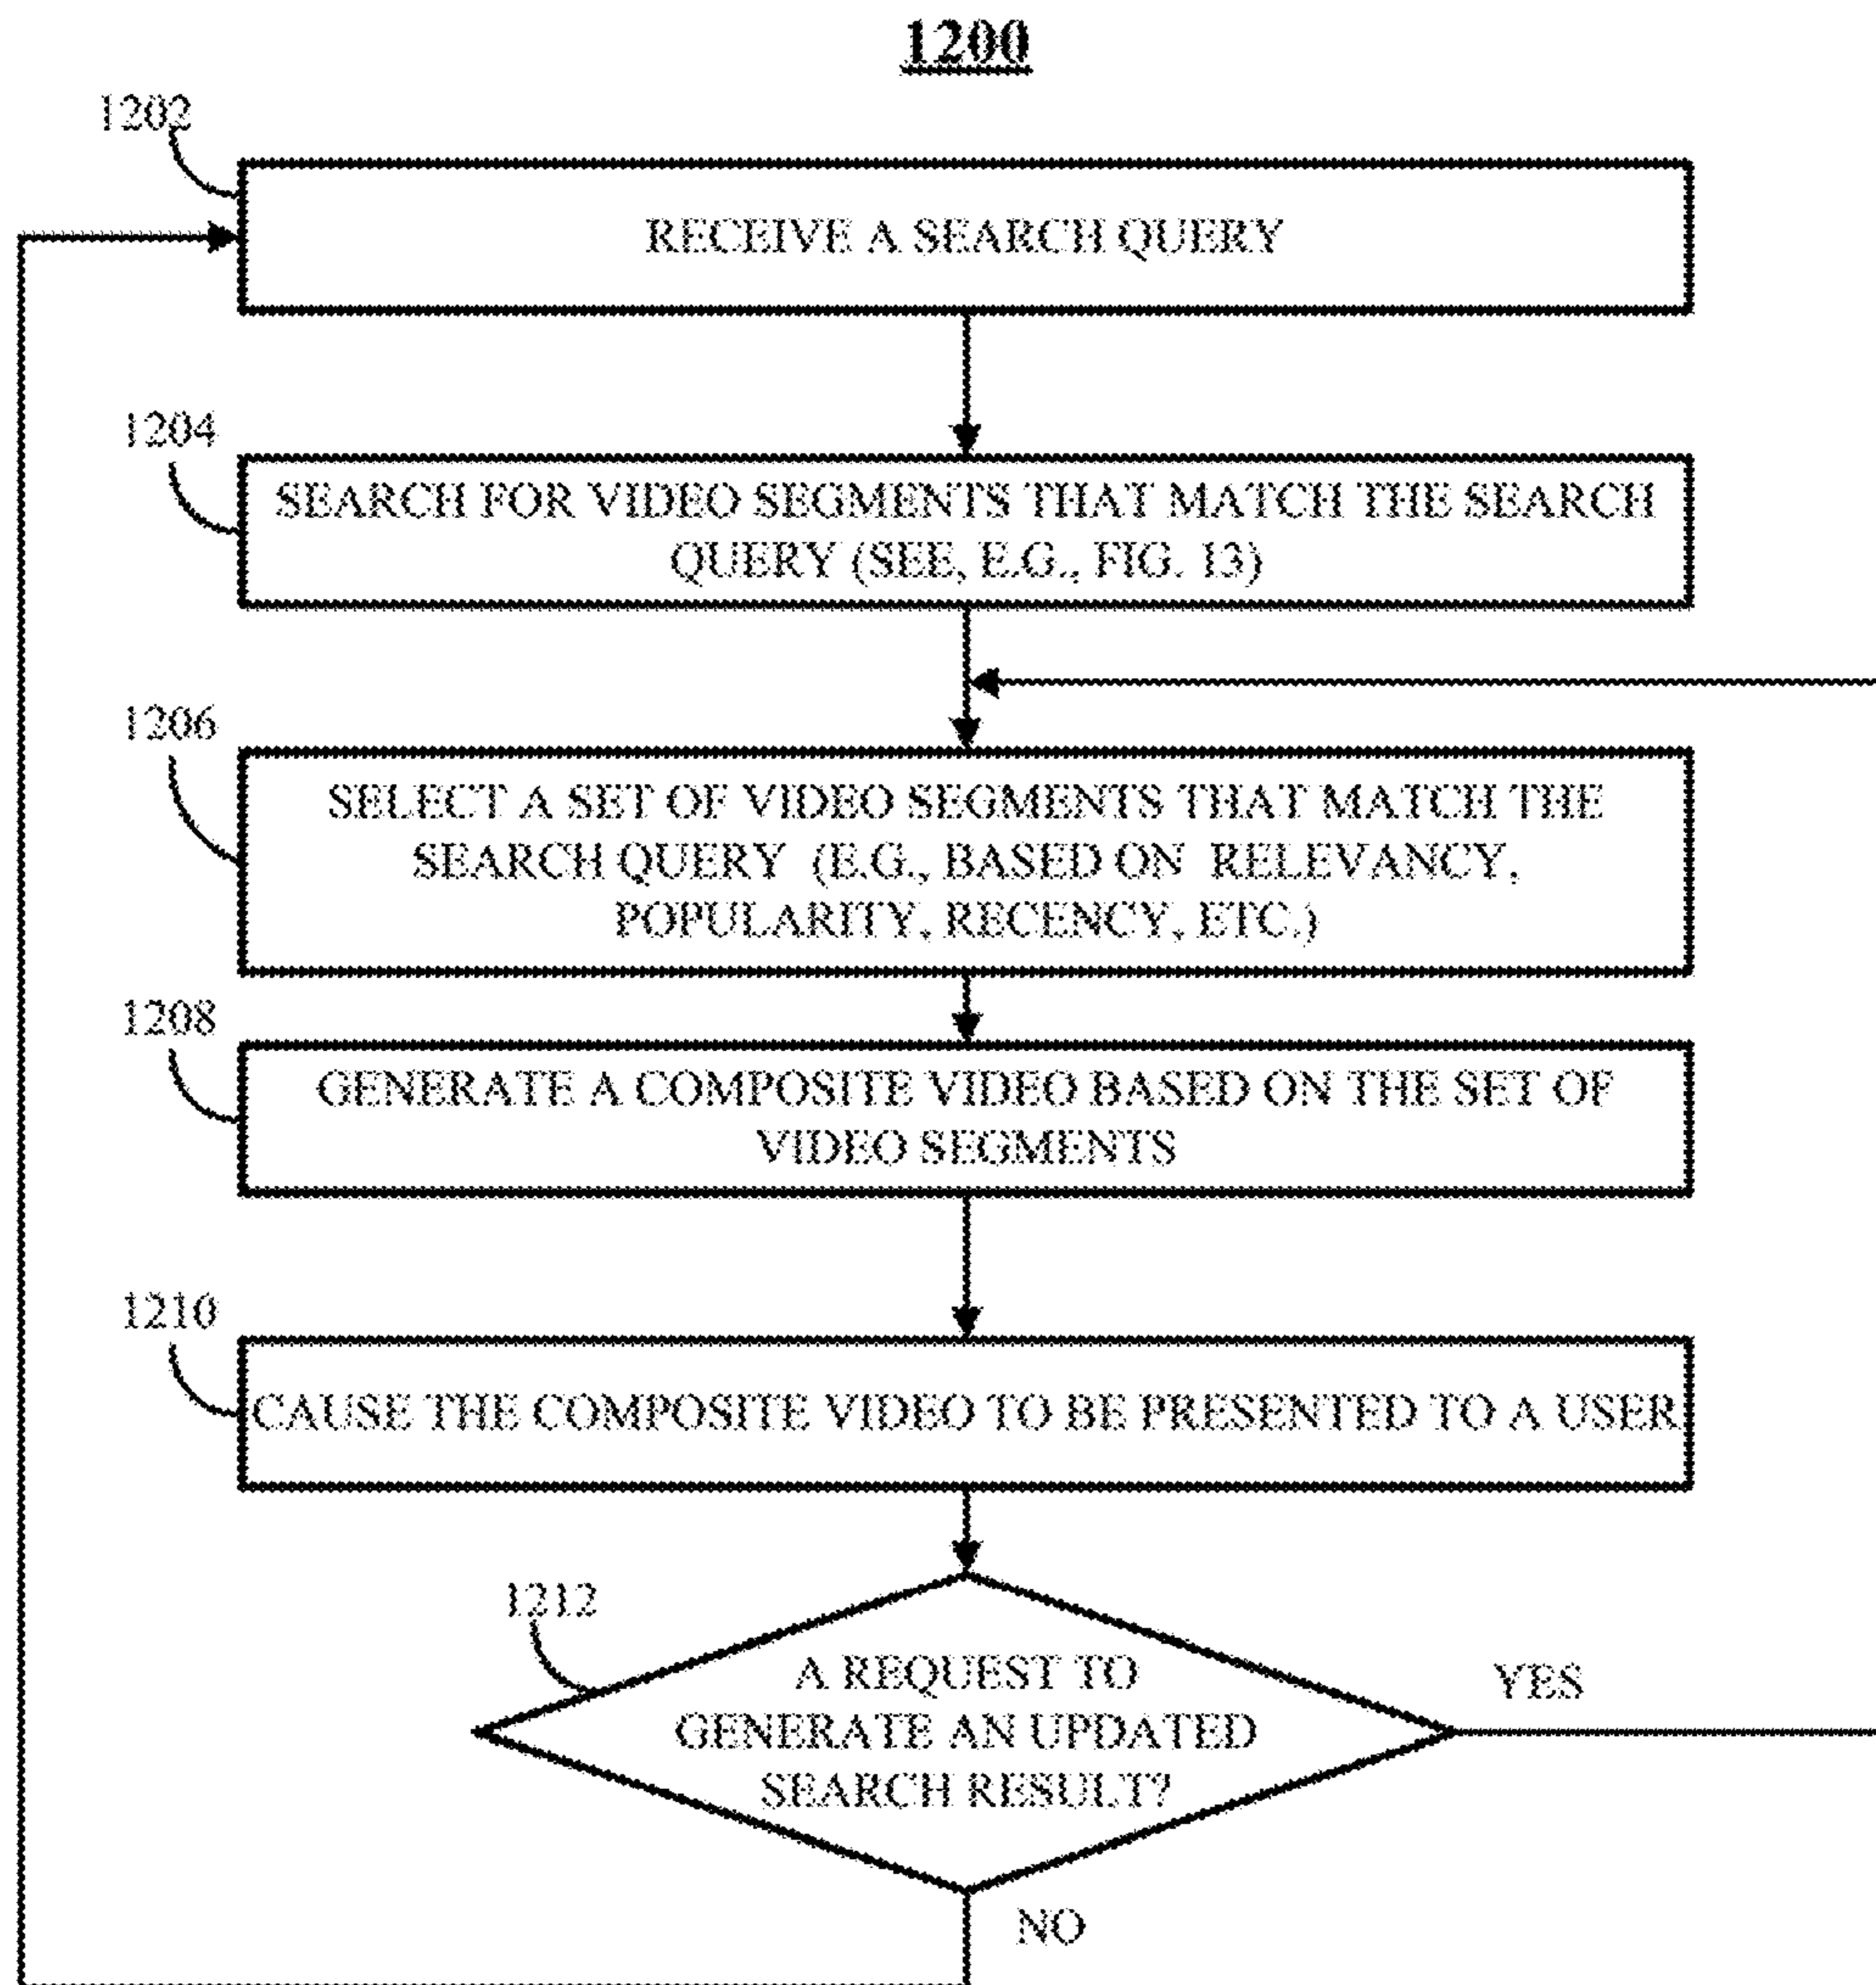 1200
1202
RECEIVE A SEARCH QUERY
1204
SEARCH FOR VIDEO SEGMENTS THAT MATCH THE SEARCH
QUERY (SEE, E.G., FIG. 13)
1206
SELECT A SET OF VIDEO SEGMENTS THAT MATCH THE
SEARCH QUERY (E.G., BASED ON RELEVANCY,
POPULARITY, RECENCY, ETC.)
1208
GENERATE A COMPOSITE VIDEO BASED ON THE SET OF
VIDEO SEGMENTS
1210
CAUSE THE COMPOSITE VIDEO TO BE PRESENTED TO A USER
1212
A REQUEST TO
GENERATE AN UPDATED
SEARCH RESULT?
YES
NO